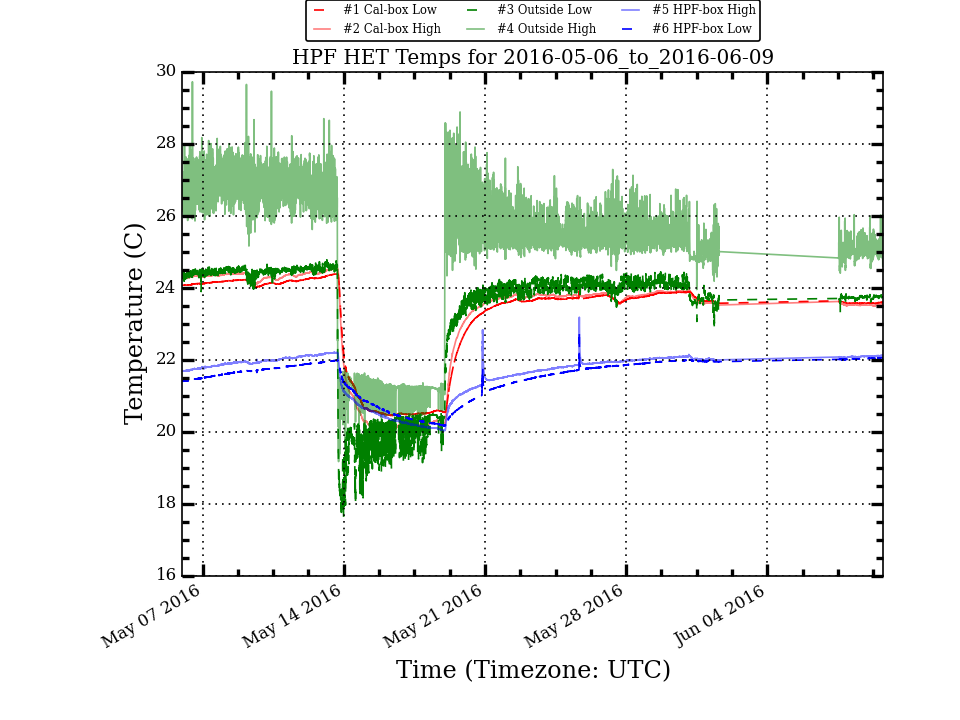 #1 Cal-box Low #3 Outside Low #5 HPF-box High
#2 Cal-box High #4 Outside High #6 HPF-box Low
HPF HET Temps for 2016-05-06_to_2016-06-09
30
28
26
24
22
20
18
16
Temperature (C)
May 07 2016 May 14 2016 May 21 2016 May 28 2016 Jun 04 2016
Time (Timezone: UTC)